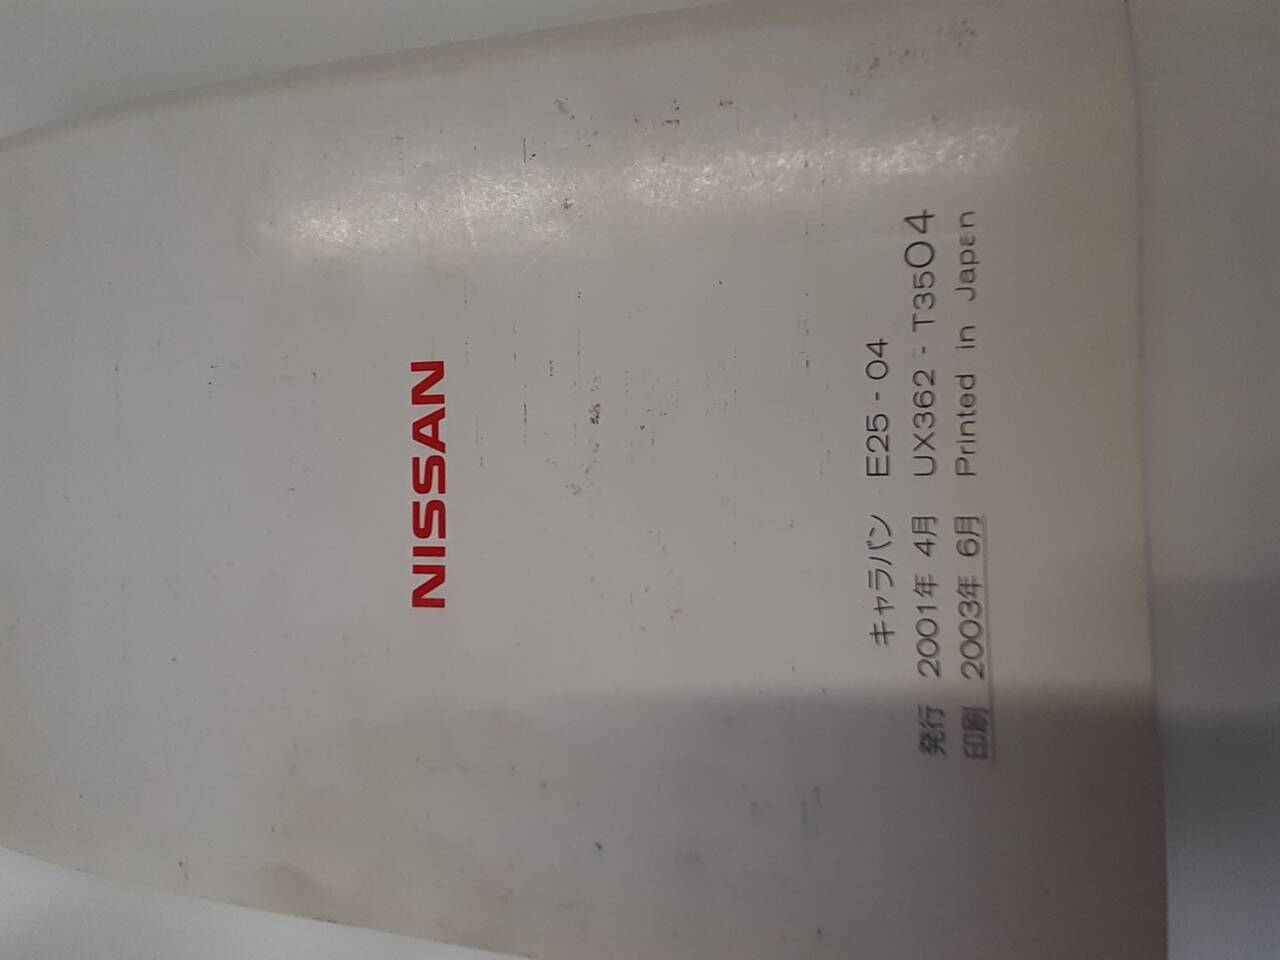 NISSAN
キャラバン E25-04
発行 2001年 4月 UX362-T3504
印刷 2003年 6月 Printed in Japan